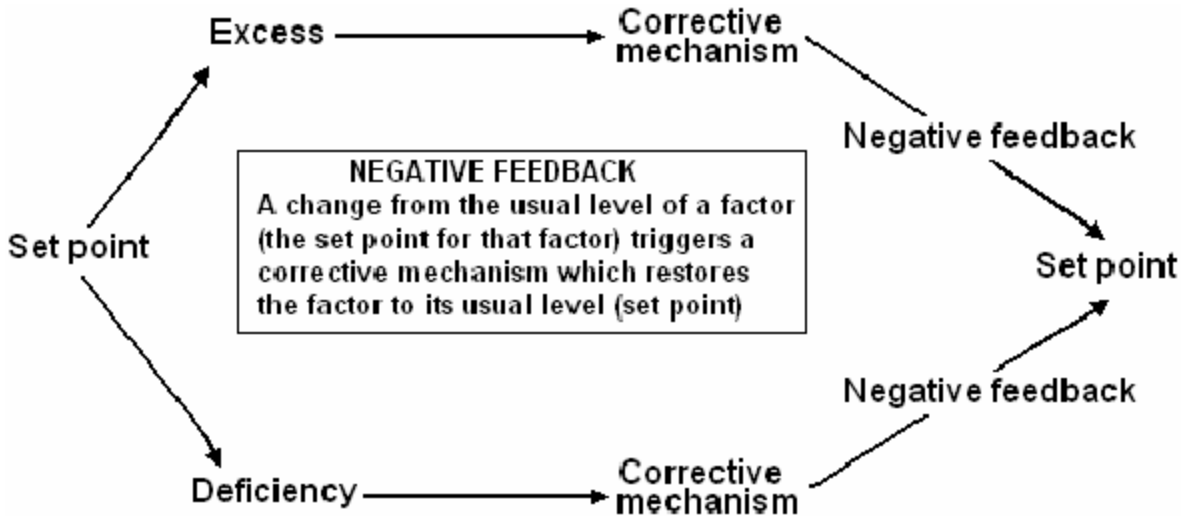 Excess
Corrective
mechanism
Negative feedback
NEGATIVE FEEDBACK
A change from the usual level of a factor
(the set point for that factor) triggers a
corrective mechanism which restores
the factor to its usual level (set point)
Set point
Set point
Negative feedback
Deficiency
Corrective
mechanism